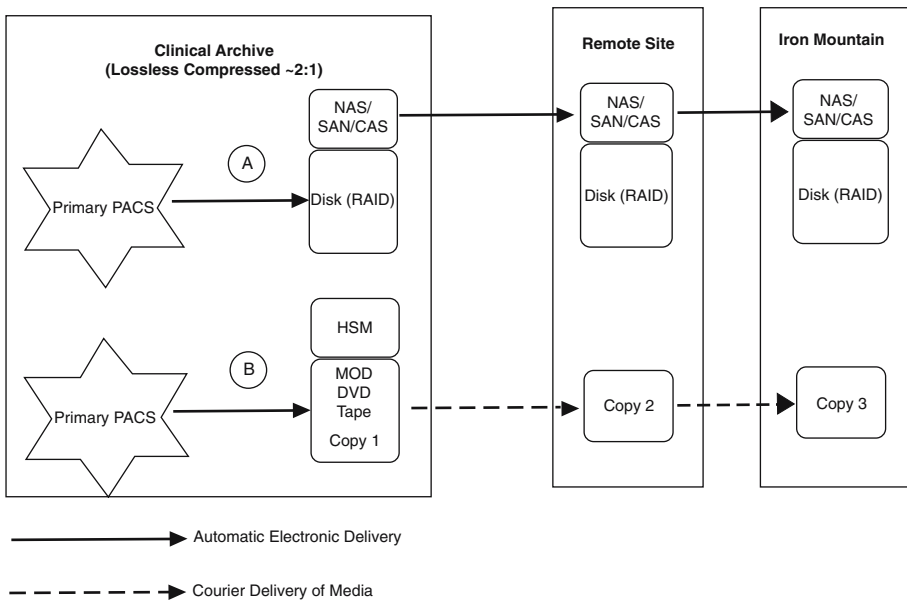 Clinical Archive
(Lossless Compressed ~2:1)
Remote Site
Iron Mountain
NAS/
SAN/CAS
NAS/
SAN/CAS
NAS/
SAN/CAS
A
Primary PACS
Disk (RAID)
Disk (RAID)
Disk (RAID)
HSM
B
Primary PACS
MOD
DVD
Tape
Copy 1
Copy 2
Copy 3
Automatic Electronic Delivery
Courier Delivery of Media